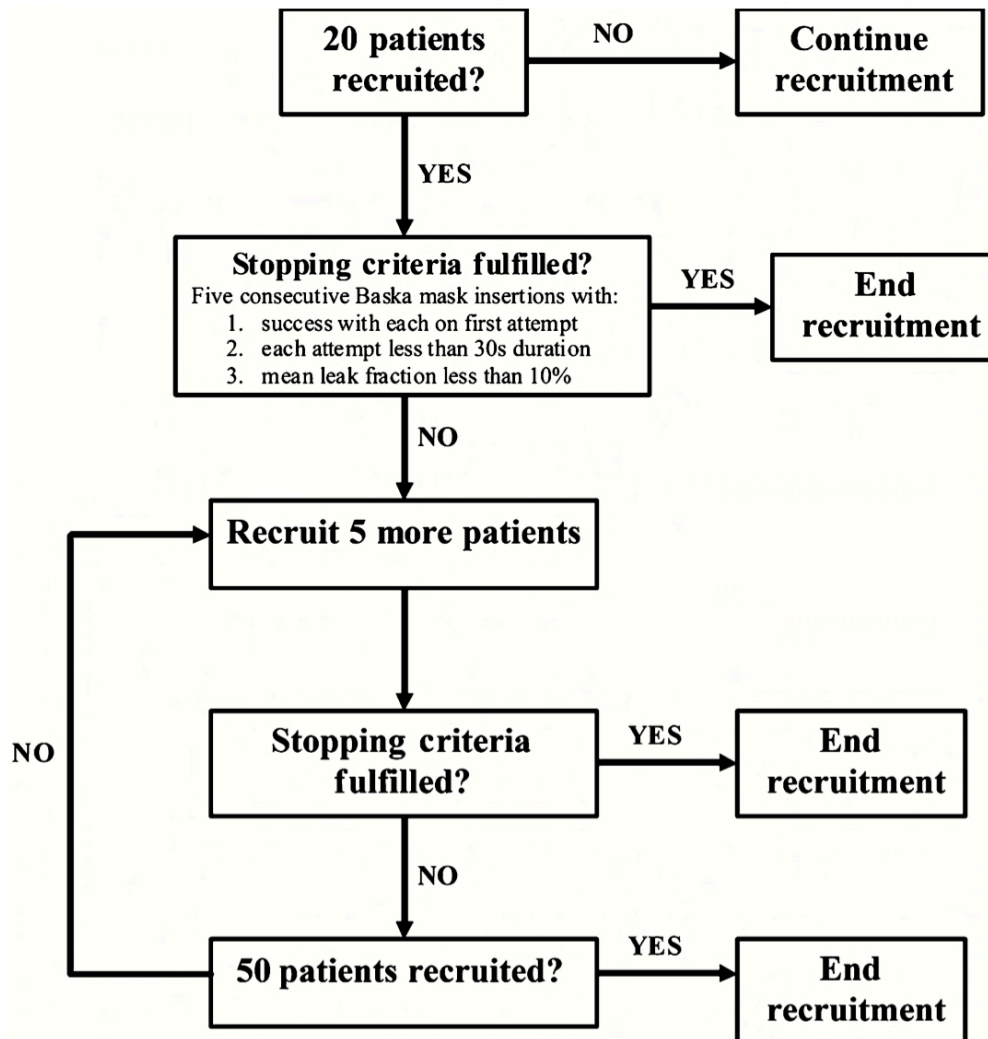 20 patients
recruited?
NO
Continue
recruitment
YES
Stopping criteria fulfilled?
Five consecutive Baska mask insertions with:
1. success with each on first attempt
2. each attempt less than 30s duration
3. mean leak fraction less than 10%
YES
End
recruitment
NO
Recruit 5 more patients
Stopping criteria
fulfilled?
YES
End
recruitment
NO
NO
50 patients recruited?
YES
End
recruitment